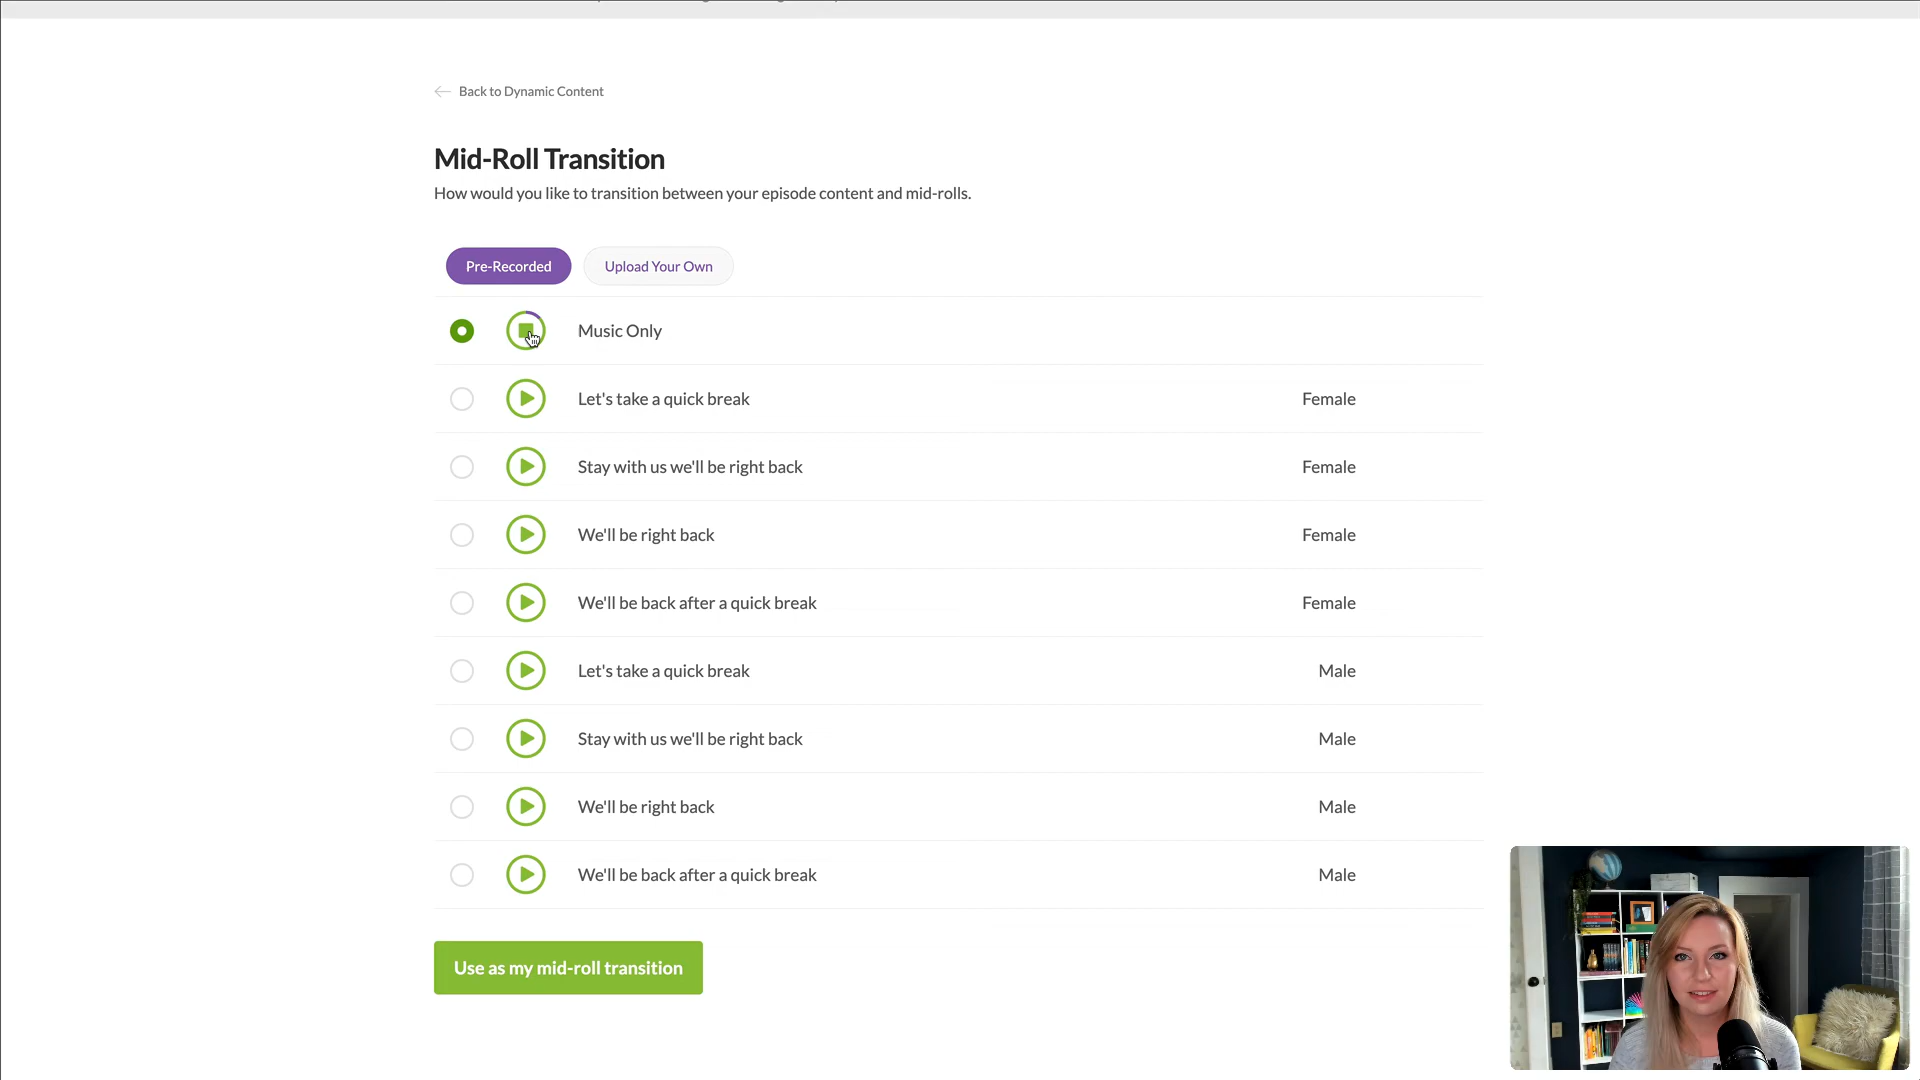 Back to Dynamic Content
Mid-Roll Transition
How would you like to transition between your episode content and mid-rolls.
Pre-Recorded
Upload Your Own
Music Only
Let's take a quick break Female
Stay with us we'll be right back Female
We'll be right back Female
We'll be back after a quick break Female
Let's take a quick break Male
Stay with us we'll be right back Male
We'll be right back Male
We'll be back after a quick break Male
Use as my mid-roll transition